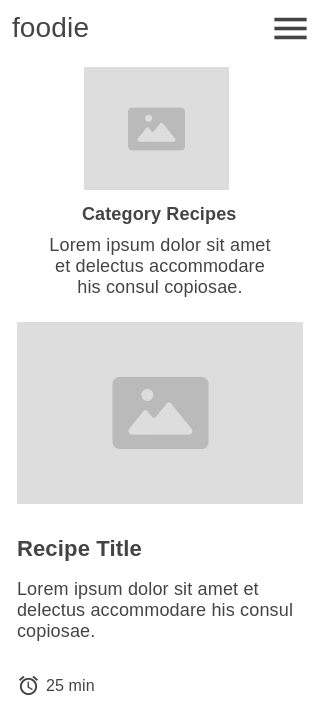 foodie
Category Recipes
Lorem ipsum dolor sit amet
et delectus accommodare
his consul copiosae.
Recipe Title
Lorem ipsum dolor sit amet et
delectus accommodare his consul
copiosae.
25 min